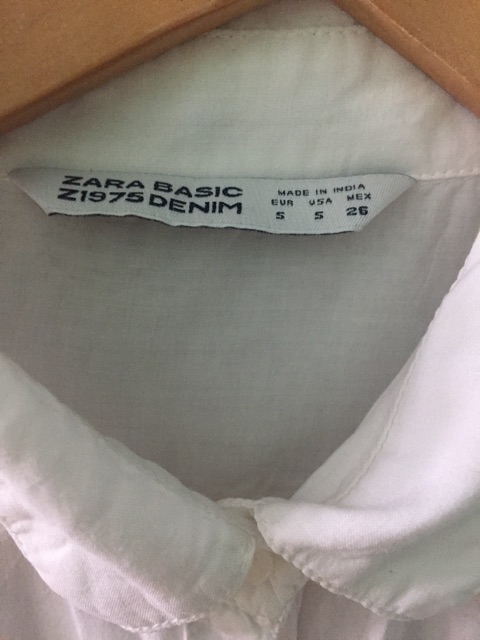 ZARA BASIC
Z1975 DENIM
MADE IN INDIA
EUR USA MEX
S S 26